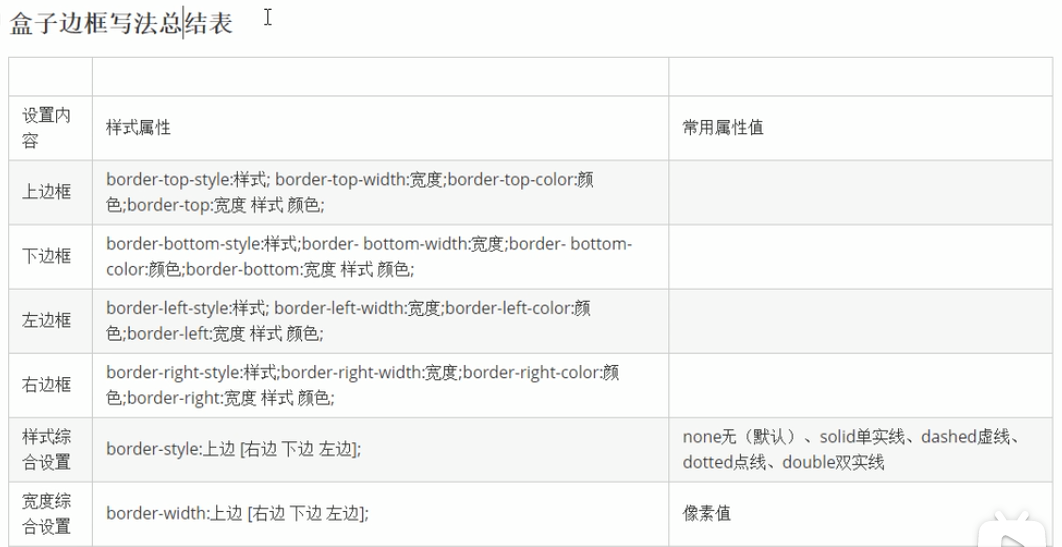 盒子边框写法总结表
设置内
容
样式属性
常用属性值
上边框
border-top-style:样式; border-top-width:宽度;border-top-color:颜
色;border-top:宽度 样式 颜色;
下边框
border-bottom-style:样式;border- bottom-width:宽度;border- bottom-
color:颜色;border-bottom:宽度 样式 颜色;
左边框
border-left-style:样式; border-left-width:宽度;border-left-color:颜
色;border-left:宽度 样式 颜色;
右边框
border-right-style:样式;border-right-width:宽度;border-right-color:颜
色;border-right:宽度 样式 颜色;
样式综
合设置
border-style:上边 [右边 下边 左边];
none无（默认）、solid单实线、dashed虚线、
dotted点线、double双实线
宽度综
合设置
border-width:上边 [右边 下边 左边];
像素值